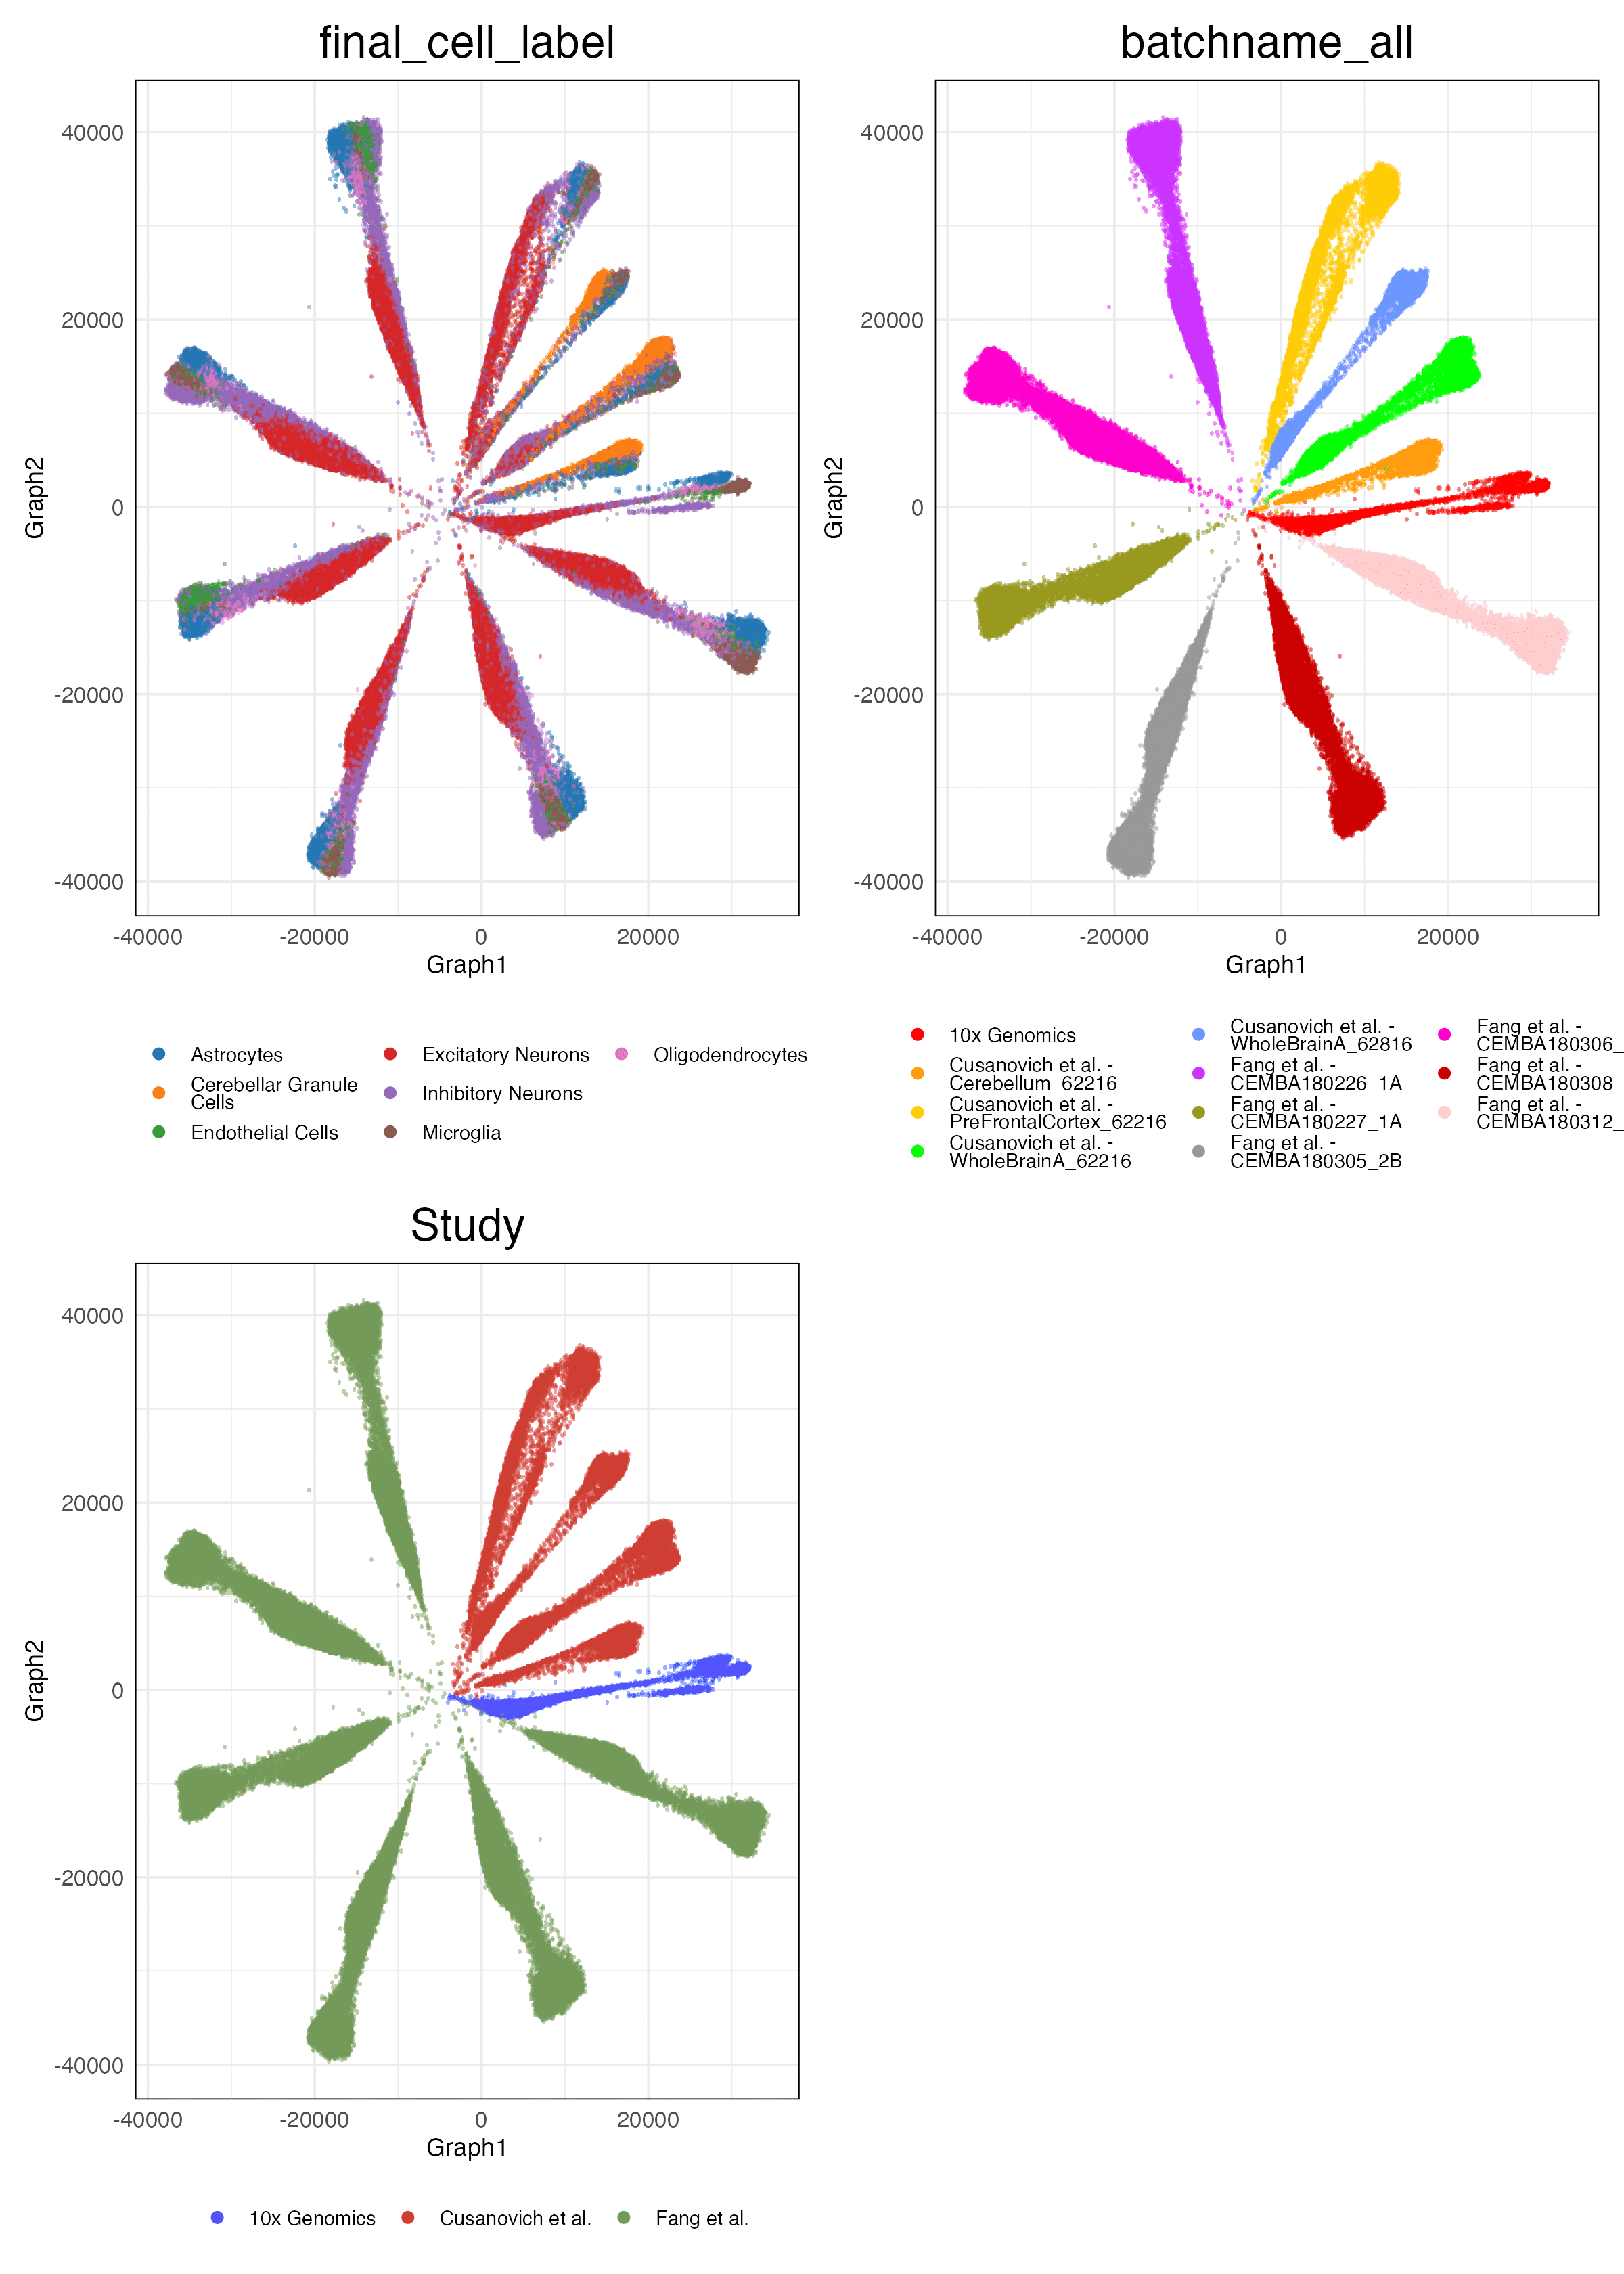 final_cell_label
batchname_all
40000
20000
0
-20000
-40000
Graph2
-40000
-20000
0
20000
Graph1
40000
20000
0
-20000
-40000
Graph2
-40000
-20000
0
20000
Graph1
Astrocytes
Cerebellar Granule
Cells
Endothelial Cells
Excitatory Neurons
Inhibitory Neurons
Microglia
Oligodendrocytes
10x Genomics
Cusanovich et al. -
Cerebellum_62216
Cusanovich et al. -
PreFrontalCortex_62216
Cusanovich et al. -
WholeBrainA_62216
Cusanovich et al. -
WholeBrainA_62816
Fang et al. -
CEMBA180226_1A
Fang et al. -
CEMBA180227_1A
Fang et al. -
CEMBA180305_2B
Fang et al. -
CEMBA180306_
Fang et al. -
CEMBA180308_
Fang et al. -
CEMBA180312_
Study
40000
20000
0
-20000
-40000
Graph2
-40000
-20000
0
20000
Graph1
10x Genomics
Cusanovich et al.
Fang et al.